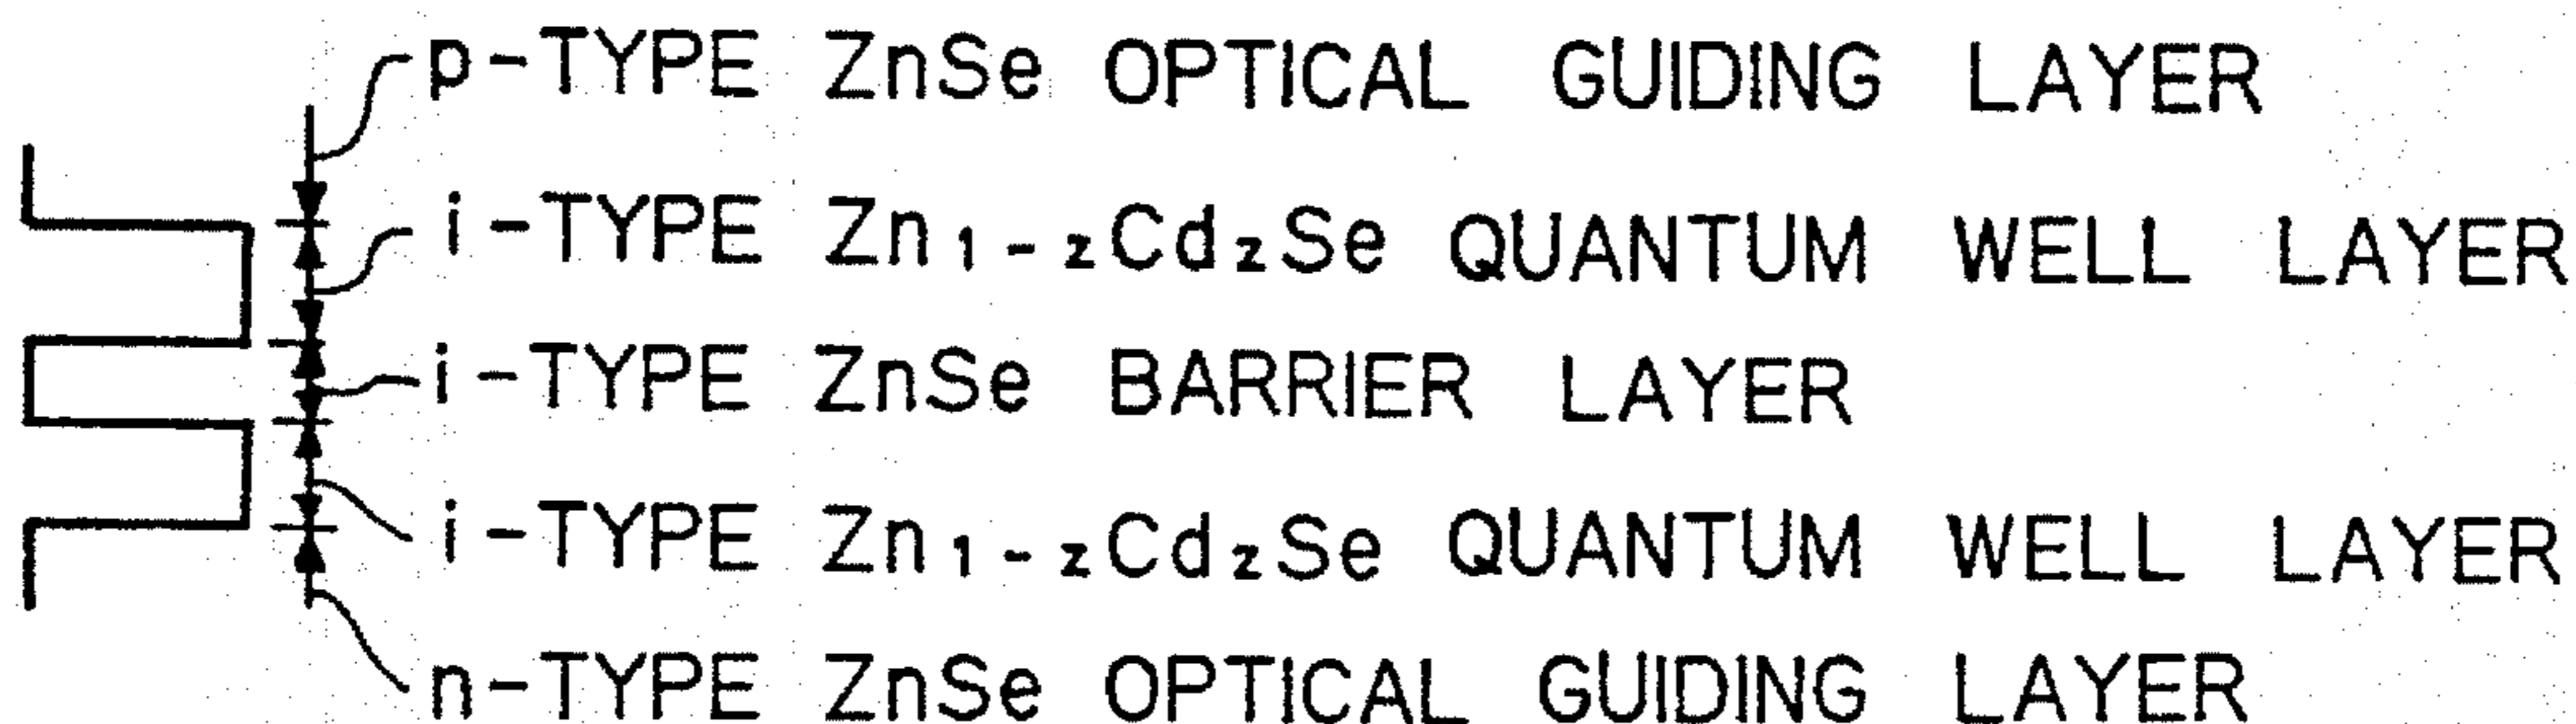 p-TYPE ZnSe OPTICAL GUIDING LAYER
i-TYPE Zn₁₋zCdzSe QUANTUM WELL LAYER
i-TYPE ZnSe BARRIER LAYER
i-TYPE Zn₁₋zCdzSe QUANTUM WELL LAYER
n-TYPE ZnSe OPTICAL GUIDING LAYER